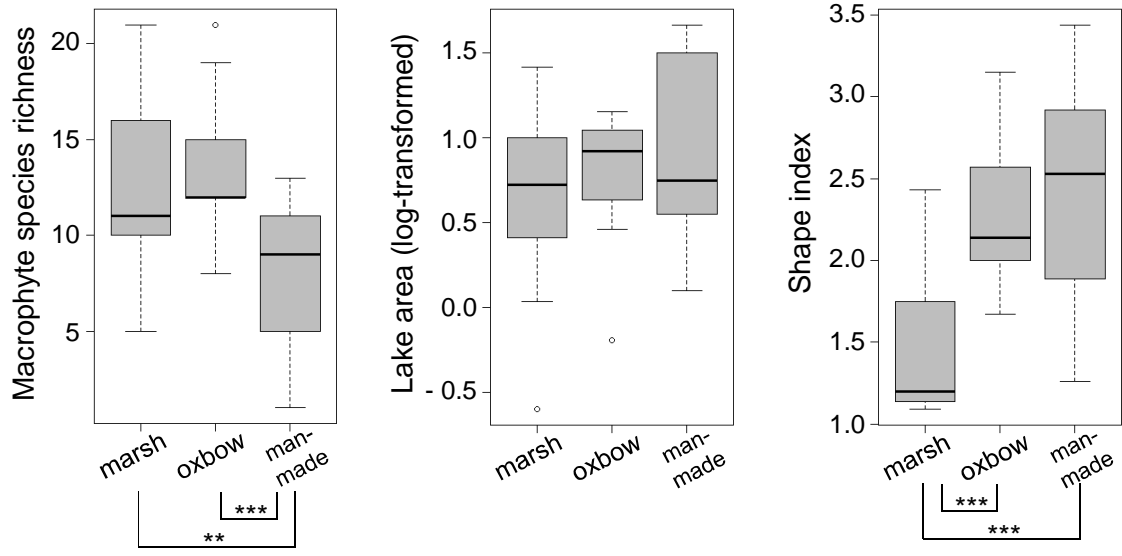 Macrophyte species richness
20
15
10
5
marsh
oxbow
man-
made
***
**
Lake area (log-transformed)
1.5
1.0
0.5
0.0
- 0.5
marsh
oxbow
man-
made
Shape index
3.5
3.0
2.5
2.0
1.5
1.0
marsh
oxbow
man-
made
***
***